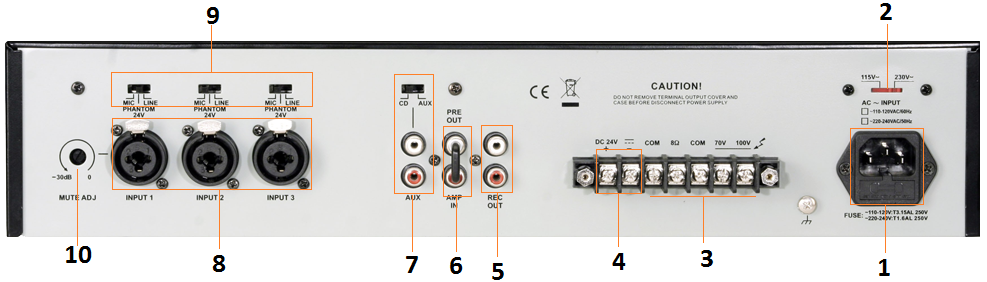 9
2
115V~ 230V~
CAUTION!
DO NOT REMOVE TERMINAL OUTPUT COVER AND
CASE BEFORE DISCONNECT POWER SUPPLY
CE
AC ~ INPUT
~110-120VAC/60Hz
~220-240VAC/50Hz
MIC LINE
PHANTOM
24V
MIC LINE
PHANTOM
24V
MIC LINE
PHANTOM
24V
CD AUX
PRE
OUT
DC 24V
+ −
COM 8Ω COM 70V 100V
−30dB 0
MUTE ADJ
INPUT 1
INPUT 2
INPUT 3
AUX
AMP
IN
REC
OUT
FUSE: ~110-120V:T3.15AL 250V
~220-240V:T1.6AL 250V
10
8
7
6
5
4
3
1